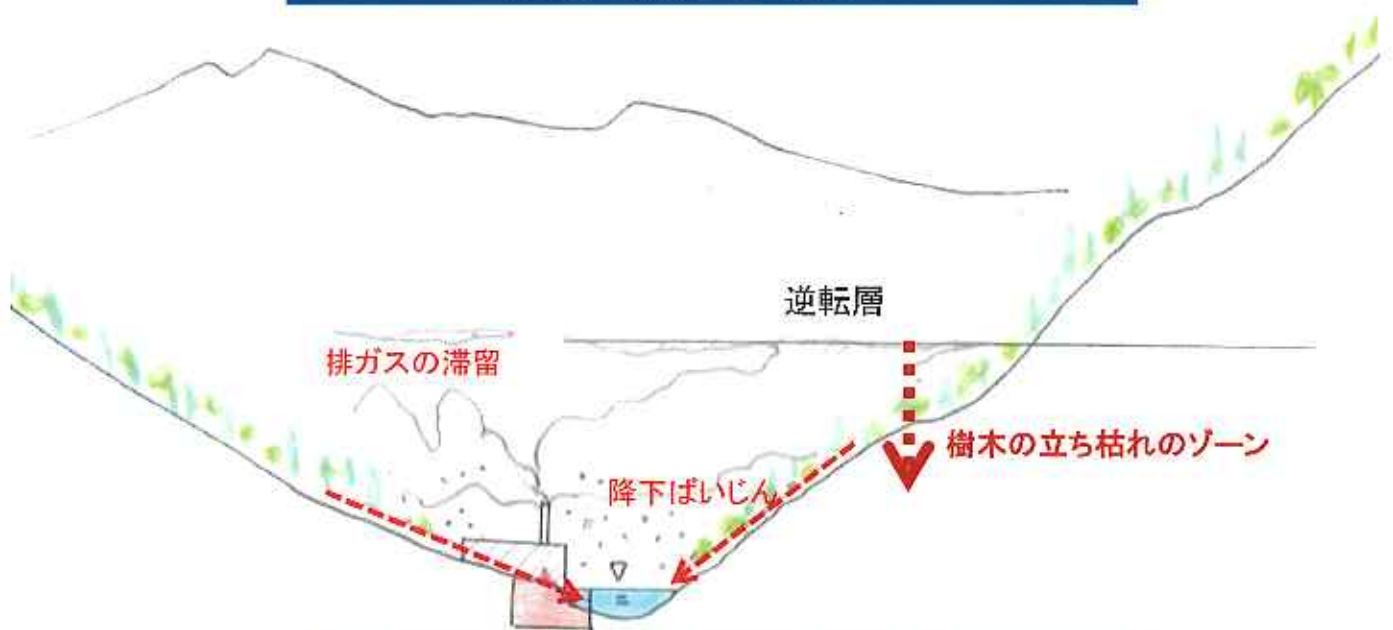 逆転層
排ガスの滞留
樹木の立ち枯れのゾーン
降下ばいじん